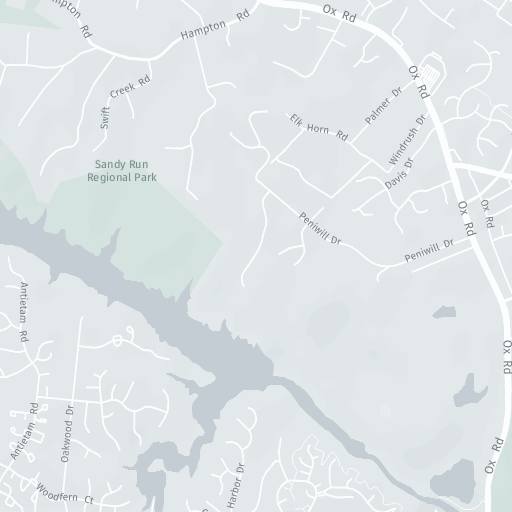 mpton Rd
Hampton Rd
Ox Rd
Ox Rd
Creek Rd
Swift
Palmer Dr
Elk Horn Rd
Windrush Dr
Davis Dr
Sandy Run
Regional Park
Ox Rd
Ox Rd
Peniwill Dr
Peniwill Dr
Antietam Rd
Ox Rd
Antietam Rd
Oakwood Dr
Harbor Dr
Ox Rd
Woodfern Ct